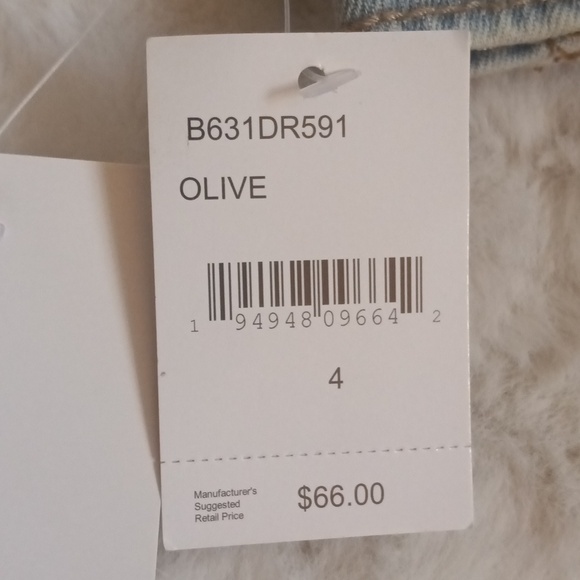 B631DR591
OLIVE
1 94948 09664 2
4
Manufacturer's
Suggested
Retail Price
$66.00